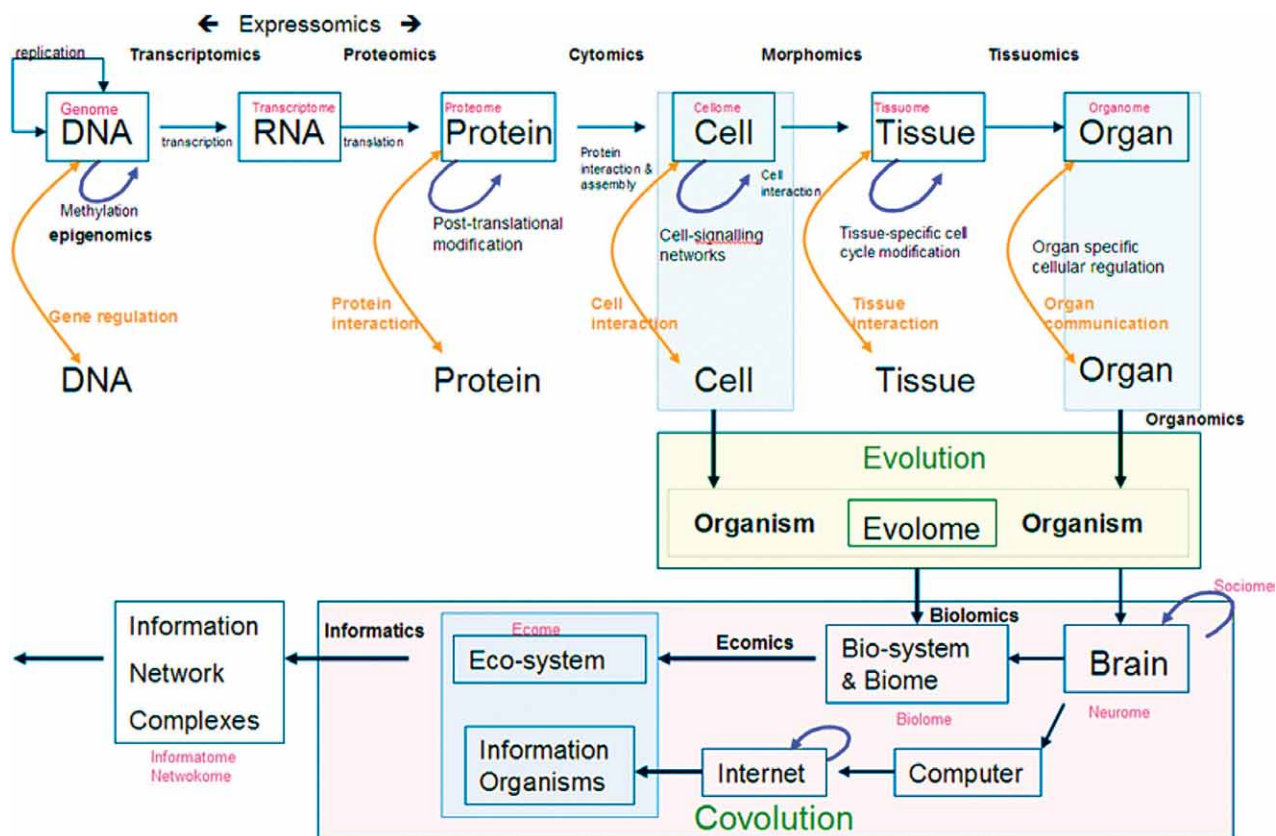 ← Expressomics →
replication
Transcriptomics
Proteomics
Cytomics
Morphomics
Tissuomics
Genome
DNA
transcription
Transcriptome
RNA
translation
Proteome
Protein
Protein
interaction &
assembly
Cellome
Cell
Cell
interaction
Tissuome
Tissue
Organome
Organ
Methylation
epigenomics
Post-translational
modification
Cell-signalling
networks
Tissue-specific cell
cycle modification
Organ specific
cellular regulation
Gene regulation
Protein
interaction
Cell
interaction
Tissue
interaction
Organ
communication
DNA
Protein
Cell
Tissue
Organ
Organomics
Evolution
Organism
Evolome
Organism
Sociome
Biolomics
Brain
Neurome
Bio-system
& Biome
Biolome
Ecomics
Ecome
Eco-system
Informatics
Information
Network
Complexes
Informatome
Netwokome
Computer
Internet
Information
Organisms
Covolution